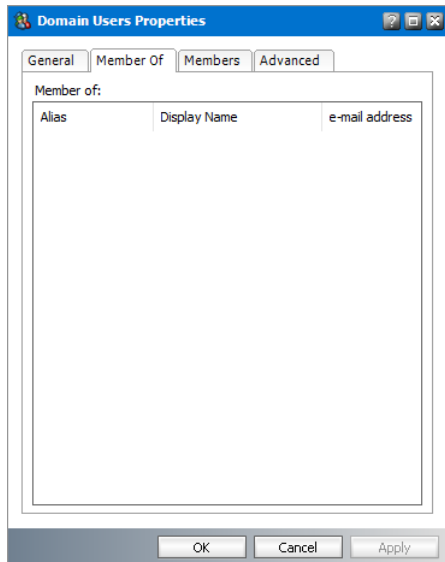 Domain Users Properties
General Member Of Members Advanced
Member of:
Alias Display Name e-mail address
OK Cancel Apply